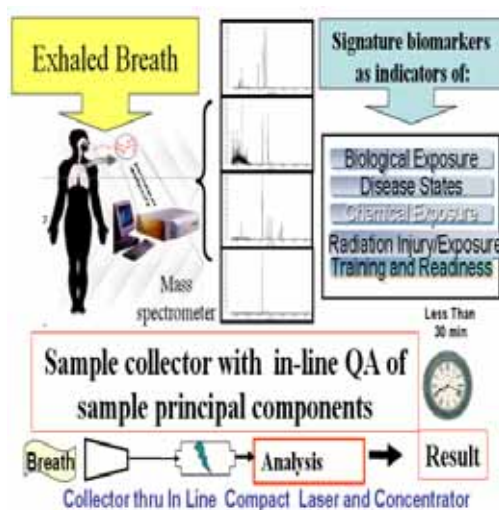 Exhaled Breath
Signature biomarkers
as indicators of:
Biological Exposure
Disease States
Chemical Exposure
Radiation Injury/Exposure
Training and Readiness
Mass
spectrometer
Less Than
30 min
Sample collector with in-line QA of
sample principal components
Breath
Analysis
Result
Collector thru In Line Compact Laser and Concentrator